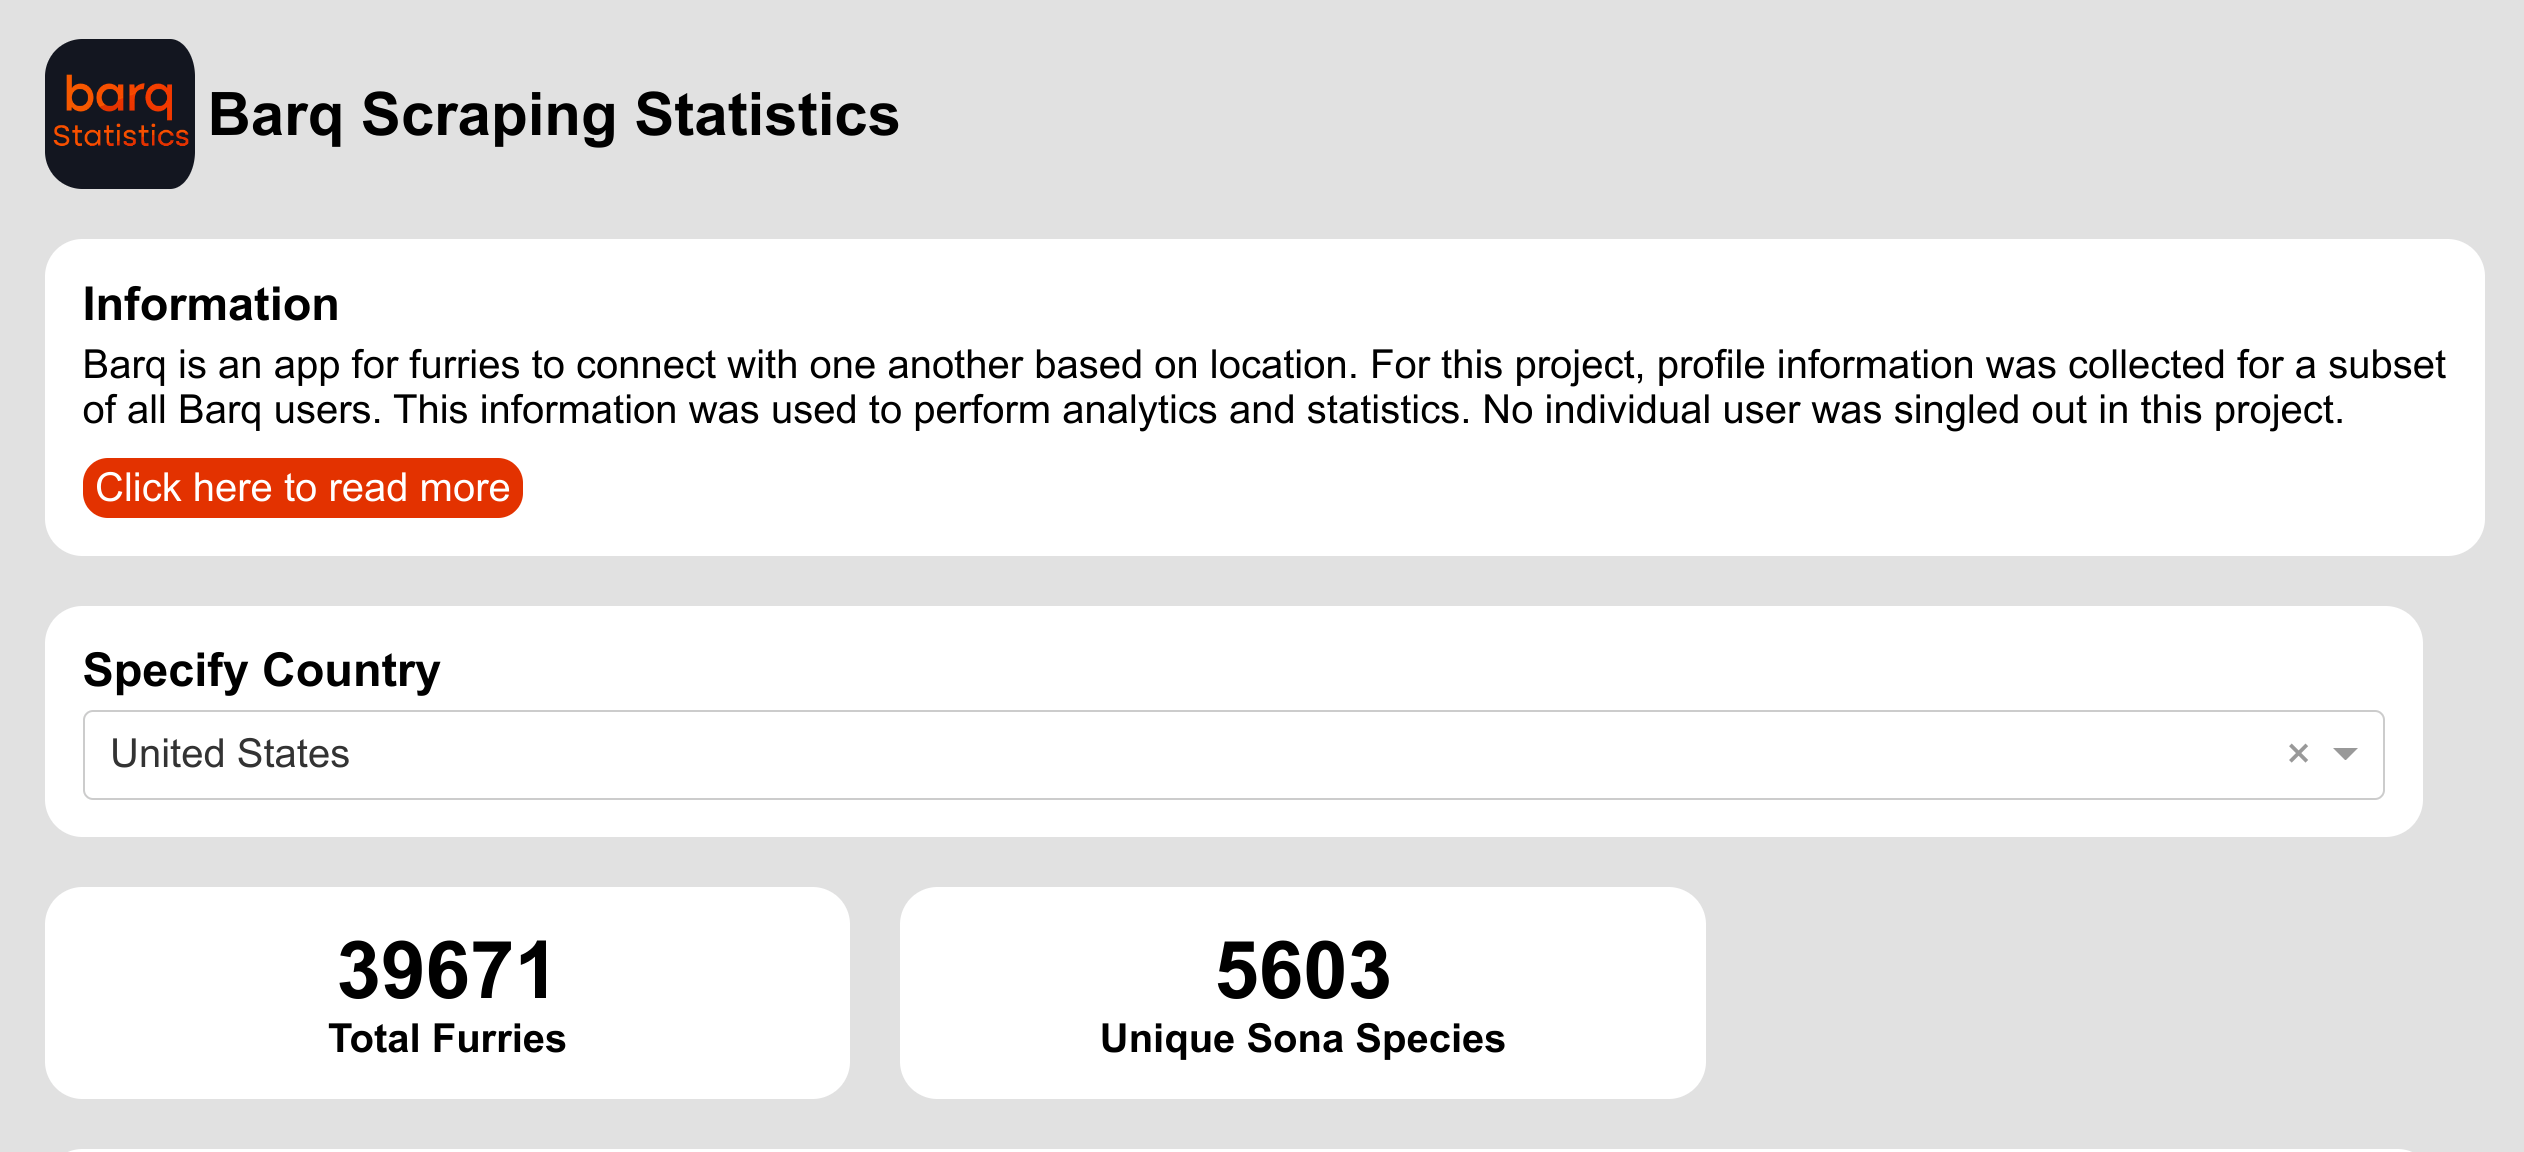 barq
Statistics
Barq Scraping Statistics
Information
Barq is an app for furries to connect with one another based on location. For this project, profile information was collected for a subset
of all Barq users. This information was used to perform analytics and statistics. No individual user was singled out in this project.
Click here to read more
Specify Country
United States
39671
Total Furries
5603
Unique Sona Species